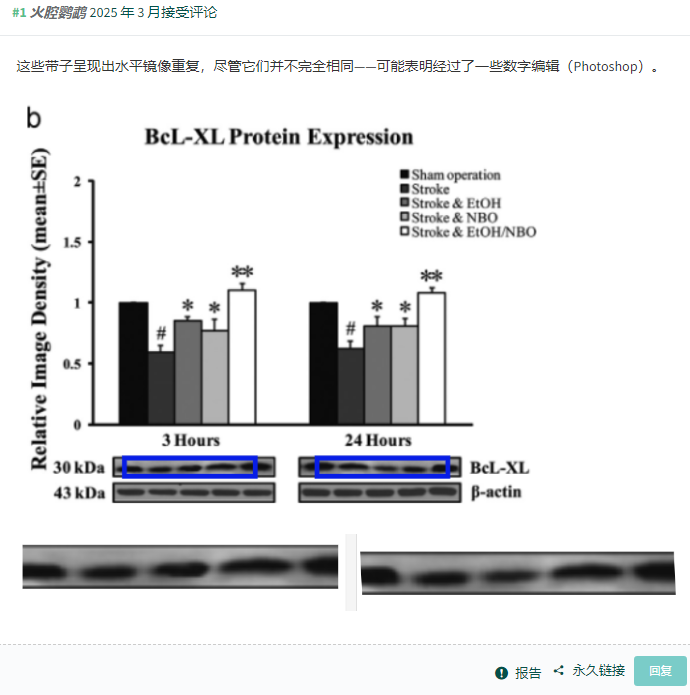 #1 火腔鹦鹉 2025 年 3 月接受评论
这些带子呈现出水平镜像重复，尽管它们并不完全相同——可能表明经过了一些数字编辑（Photoshop）。
b
BcL-XL Protein Expression
Relative Image Density (mean±SE)
2
1.5
1
0.5
0
Sham operation
Stroke
Stroke & EtOH
Stroke & NBO
Stroke & EtOH/NBO
# * * **
# * * **
3 Hours 24 Hours
30 kDa BcL-XL
43 kDa β-actin
报告 永久链接 回复